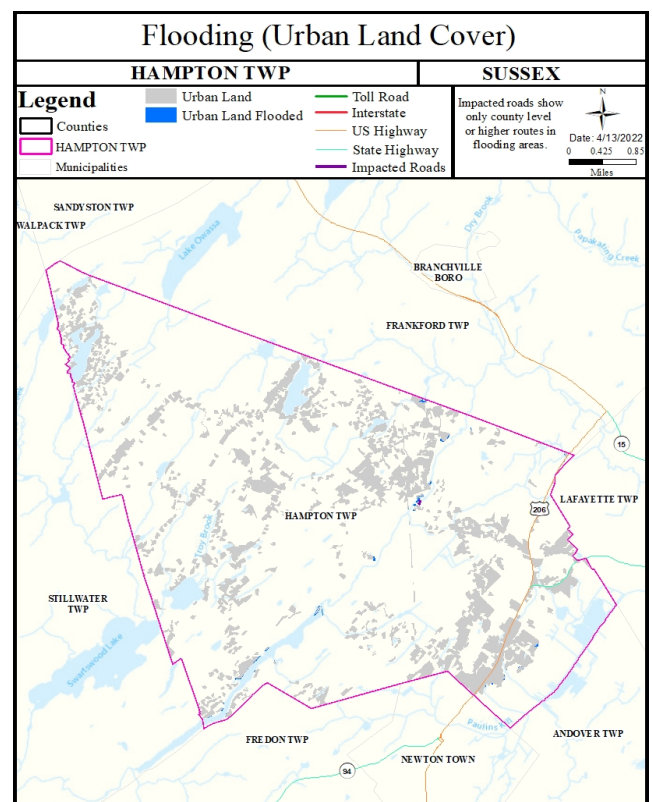 Flooding (Urban Land Cover)
HAMPTON TWP
SUSSEX
Legend
Counties
HAMPTON TWP
Municipalities
Urban Land
Urban Land Flooded
Toll Road
Interstate
US Highway
State Highway
Impacted Roads
Impacted roads show
only county level
or higher routes in
flooding areas.
N
Date: 4/13/2022
0 0.425 0.85
Miles
SANDYSTON TWP
WALPACK TWP
Lake Owassa
Dry Brook
Papakating Creek
BRANCHVILLE
BORO
FRANKFORD TWP
15
LAFAYETTE TWP
206
HAMPTON TWP
Troy Brook
STILLWATER
TWP
Swartswood Lake
Paulins Kill
FREDON TWP
ANDOVER TWP
NEWTON TOWN
94